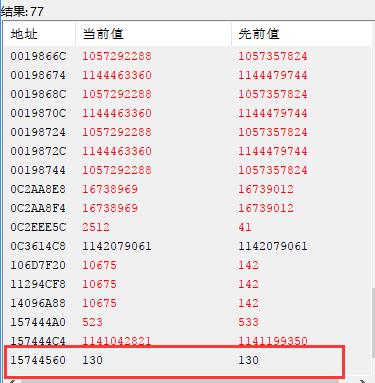 结果:77
地址 当前值 先前值
0019866C 1057292288 1057357824
00198674 1144463360 1144479744
0019868C 1057292288 1057357824
0019870C 1144463360 1144479744
00198724 1057292288 1057357824
0019872C 1144463360 1144479744
00198744 1057292288 1057357824
0C2AA8E8 16738969 16739012
0C2AA8F4 16738969 16739012
0C2EEE5C 2512 41
0C3614C8 1142079061 1142079061
106D7F20 10675 142
11294CF8 10675 142
14096A88 10675 142
157444A0 523 533
157444C4 1141042821 1141199350
15744560 130 130